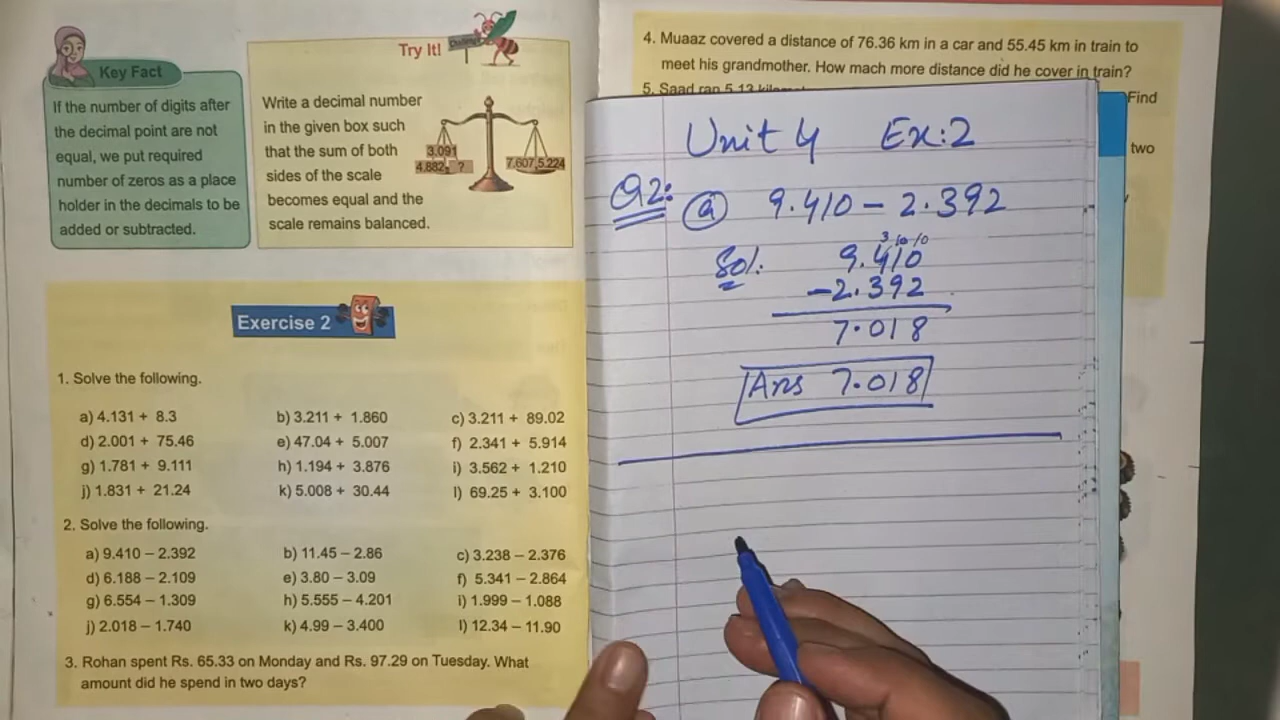 Key Fact
If the number of digits after
the decimal point are not
equal, we put required
number of zeros as a place
holder in the decimals to be
added or subtracted.
Try It!
Write a decimal number
in the given box such
that the sum of both
sides of the scale
becomes equal and the
scale remains balanced.
3.091
4.882, ?
7.607,5.224
Exercise 2
1. Solve the following.
a) 4.131 + 8.3 b) 3.211 + 1.860 c) 3.211 + 89.02
d) 2.001 + 75.46 e) 47.04 + 5.007 f) 2.341 + 5.914
g) 1.781 + 9.111 h) 1.194 + 3.876 i) 3.562 + 1.210
j) 1.831 + 21.24 k) 5.008 + 30.44 l) 69.25 + 3.100
2. Solve the following.
a) 9.410 – 2.392 b) 11.45 – 2.86 c) 3.238 – 2.376
d) 6.188 – 2.109 e) 3.80 – 3.09 f) 5.341 – 2.864
g) 6.554 – 1.309 h) 5.555 – 4.201 i) 1.999 – 1.088
j) 2.018 – 1.740 k) 4.99 – 3.400 l) 12.34 – 11.90
3. Rohan spent Rs. 65.33 on Monday and Rs. 97.29 on Tuesday. What
amount did he spend in two days?
4. Muaaz covered a distance of 76.36 km in a car and 55.45 km in train to
meet his grandmother. How mach more distance did he cover in train?
5. Saad ran 5.13
Find
two
Unit 4 Ex:2
Q2: a 9.410 – 2.392
3 10 10
Sol. 9.410
–2.392
7.018
Ans 7.018